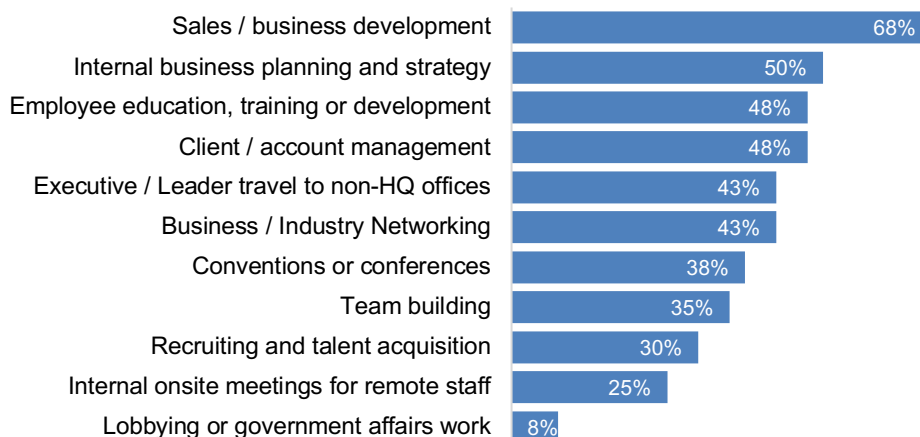 Sales / business development 68%
Internal business planning and strategy 50%
Employee education, training or development 48%
Client / account management 48%
Executive / Leader travel to non-HQ offices 43%
Business / Industry Networking 43%
Conventions or conferences 38%
Team building 35%
Recruiting and talent acquisition 30%
Internal onsite meetings for remote staff 25%
Lobbying or government affairs work 8%